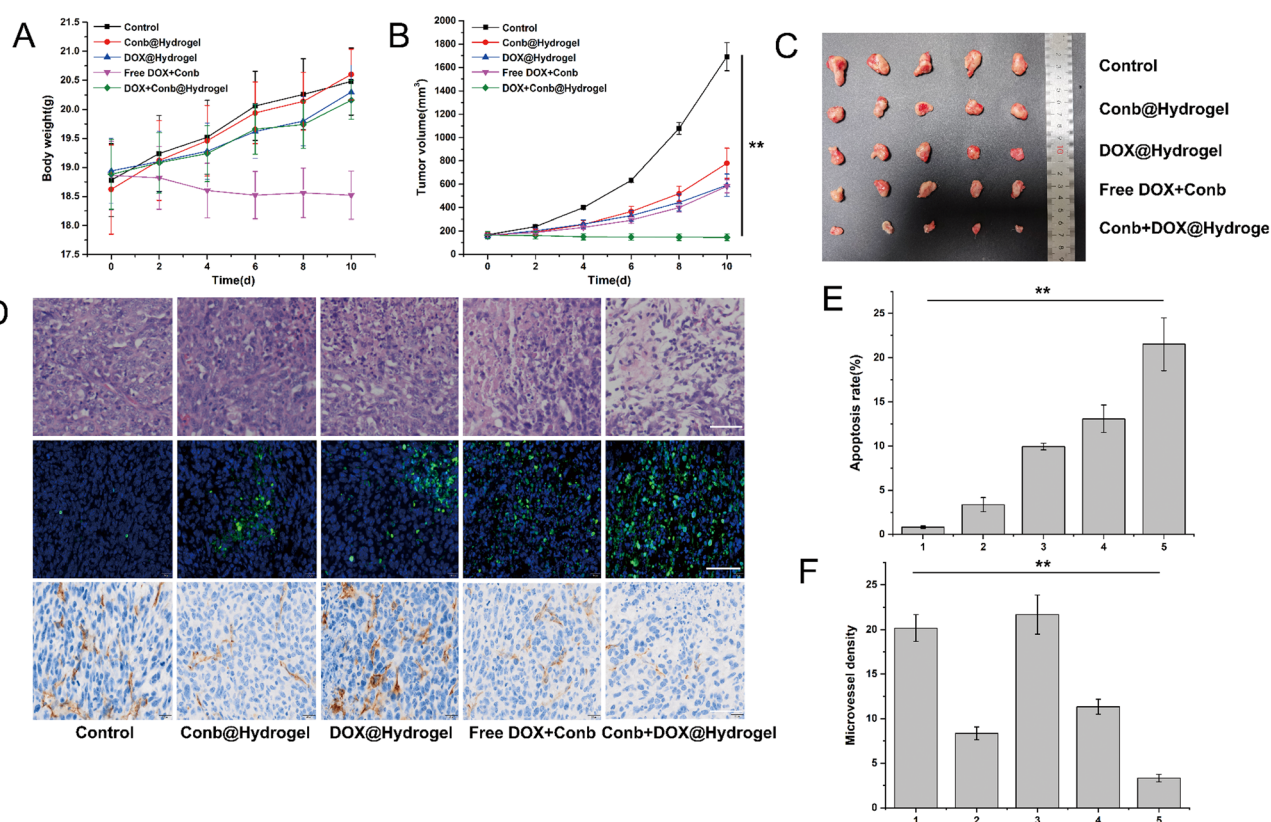 A
Body weight(g)
21.5
21.0
20.5
20.0
19.5
19.0
18.5
18.0
17.5
Control
Conb@Hydrogel
DOX@Hydrogel
Free DOX+Conb
DOX+Conb@Hydrogel
0 2 4 6 8 10
Time(d)
B
Tumor volume(mm3)
2000
1800
1600
1400
1200
1000
800
600
400
200
0
Control
Conb@Hydrogel
DOX@Hydrogel
Free DOX+Conb
DOX+Conb@Hydrogel
**
0 2 4 6 8 10
Time(d)
C
Control
Conb@Hydrogel
DOX@Hydrogel
Free DOX+Conb
Conb+DOX@Hydroge
D
Control Conb@Hydrogel DOX@Hydrogel Free DOX+Conb Conb+DOX@Hydrogel
E
Apoptosis rate(%)
25
20
15
10
5
0
**
1 2 3 4 5
F
Microvessel density
25
20
15
10
5
0
**
1 2 3 4 5